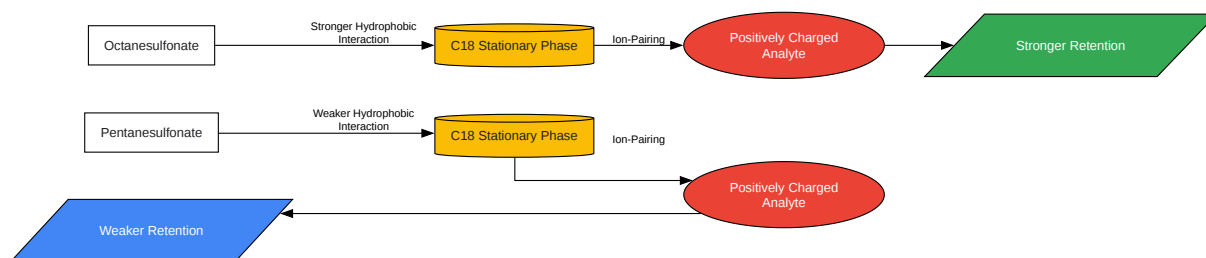 Octanesulfonate
Stronger Hydrophobic
Interaction
C18 Stationary Phase
Ion-Pairing
Positively Charged
Analyte
Stronger Retention
Pentanesulfonate
Weaker Hydrophobic
Interaction
C18 Stationary Phase
Ion-Pairing
Positively Charged
Analyte
Weaker Retention